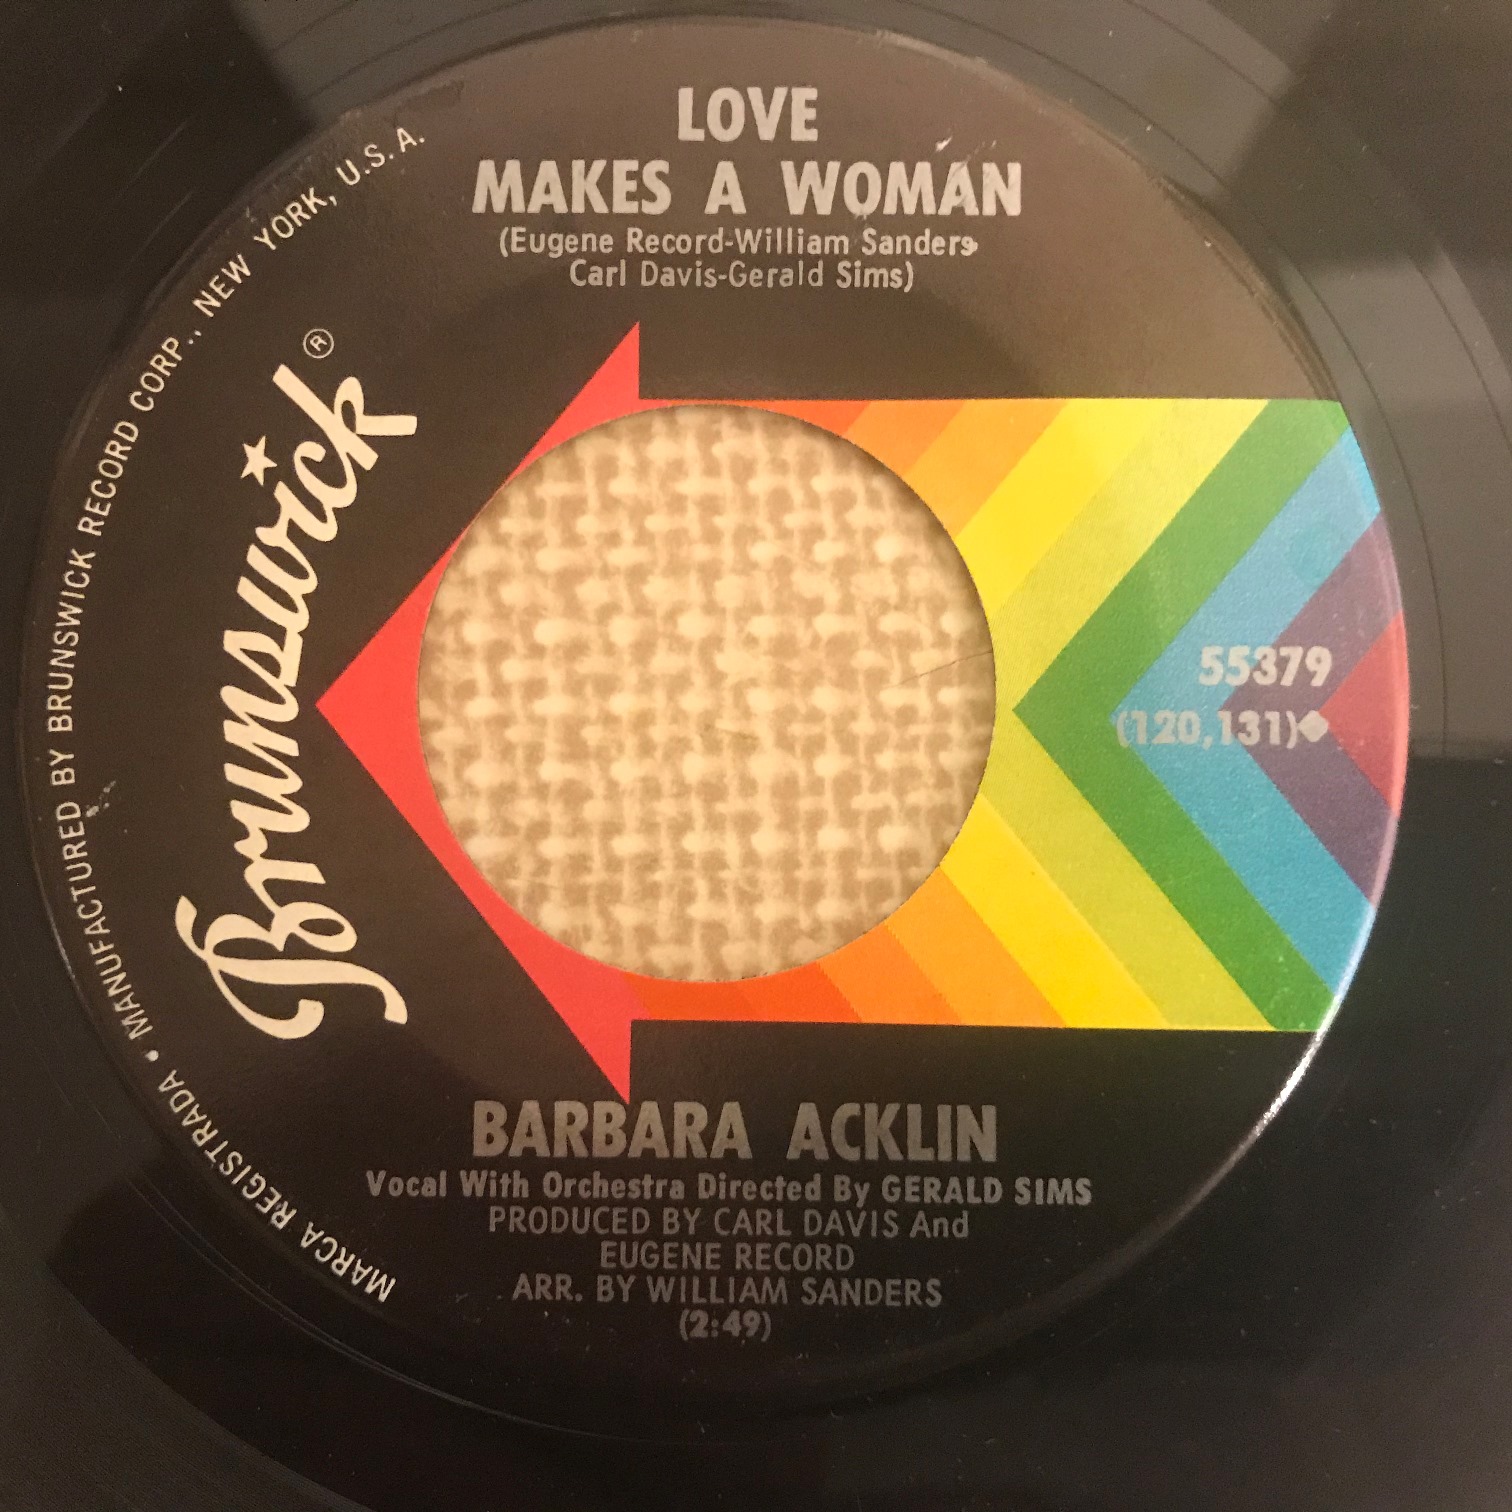 LOVE
MAKES A WOMAN
(Eugene Record-William Sanders
Carl Davis-Gerald Sims)
Brunswick®
MARCA REGISTRADA • MANUFACTURED BY BRUNSWICK RECORD CORP., NEW YORK, U.S.A.
55379
(120,131)◆
BARBARA ACKLIN
Vocal With Orchestra Directed By GERALD SIMS
PRODUCED BY CARL DAVIS And
EUGENE RECORD
ARR. BY WILLIAM SANDERS
(2:49)